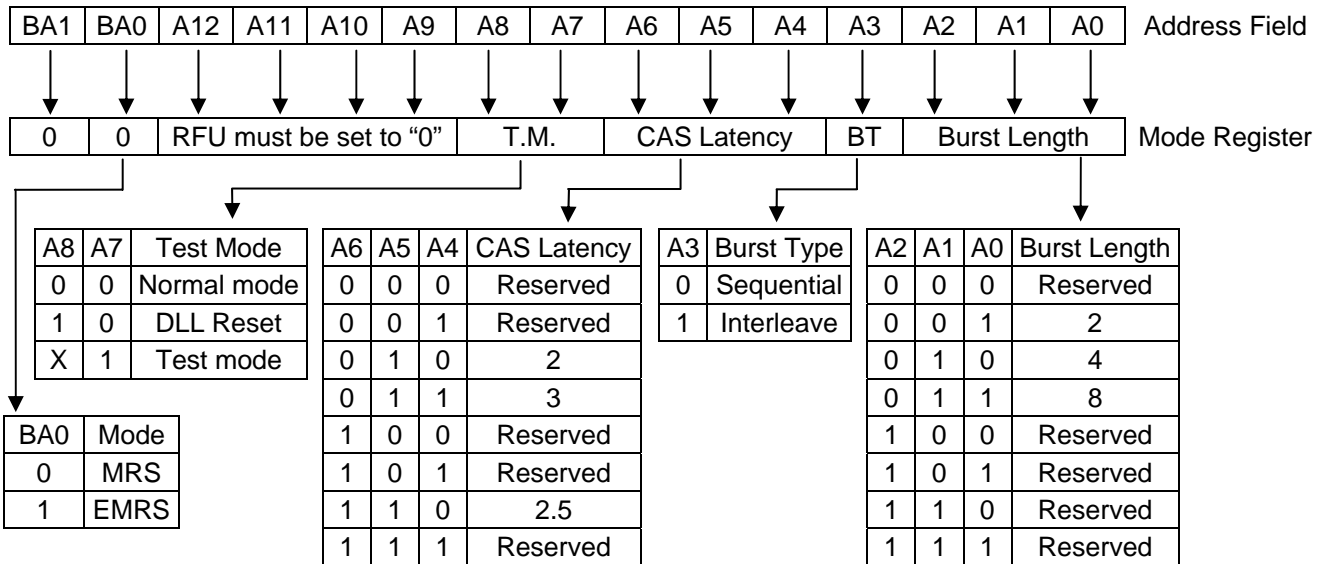 BA1 BA0 A12 A11 A10 A9 A8 A7 A6 A5 A4 A3 A2 A1 A0 Address Field
0 0 RFU must be set to “0” T.M. CAS Latency BT Burst Length Mode Register
A8 A7 Test Mode
0 0 Normal mode
1 0 DLL Reset
X 1 Test mode
BA0 Mode
0 MRS
1 EMRS
A6 A5 A4 CAS Latency
0 0 0 Reserved
0 0 1 Reserved
0 1 0 2
0 1 1 3
1 0 0 Reserved
1 0 1 Reserved
1 1 0 2.5
1 1 1 Reserved
A3 Burst Type
0 Sequential
1 Interleave
A2 A1 A0 Burst Length
0 0 0 Reserved
0 0 1 2
0 1 0 4
0 1 1 8
1 0 0 Reserved
1 0 1 Reserved
1 1 0 Reserved
1 1 1 Reserved